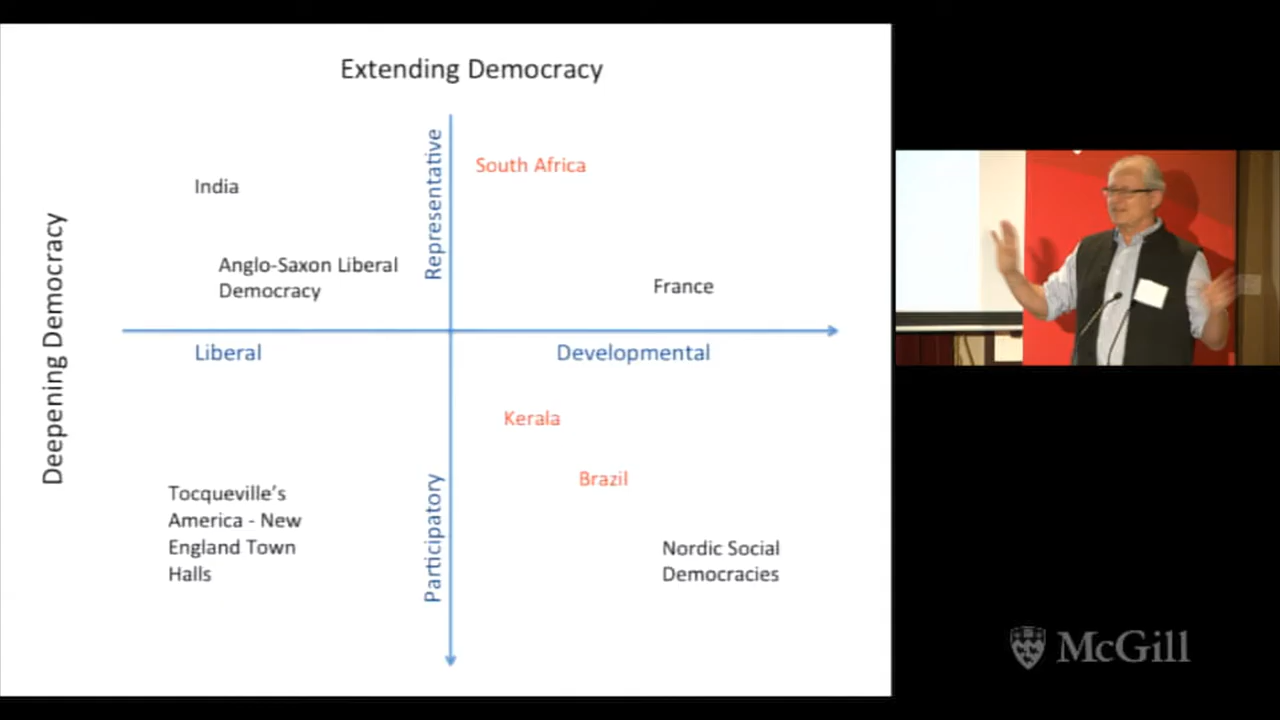 Extending Democracy
Deepening Democracy
Representative
South Africa
India
Anglo-Saxon Liberal
Democracy
France
Liberal
Developmental
Kerala
Brazil
Participatory
Tocqueville’s
America - New
England Town
Halls
Nordic Social
Democracies
McGill